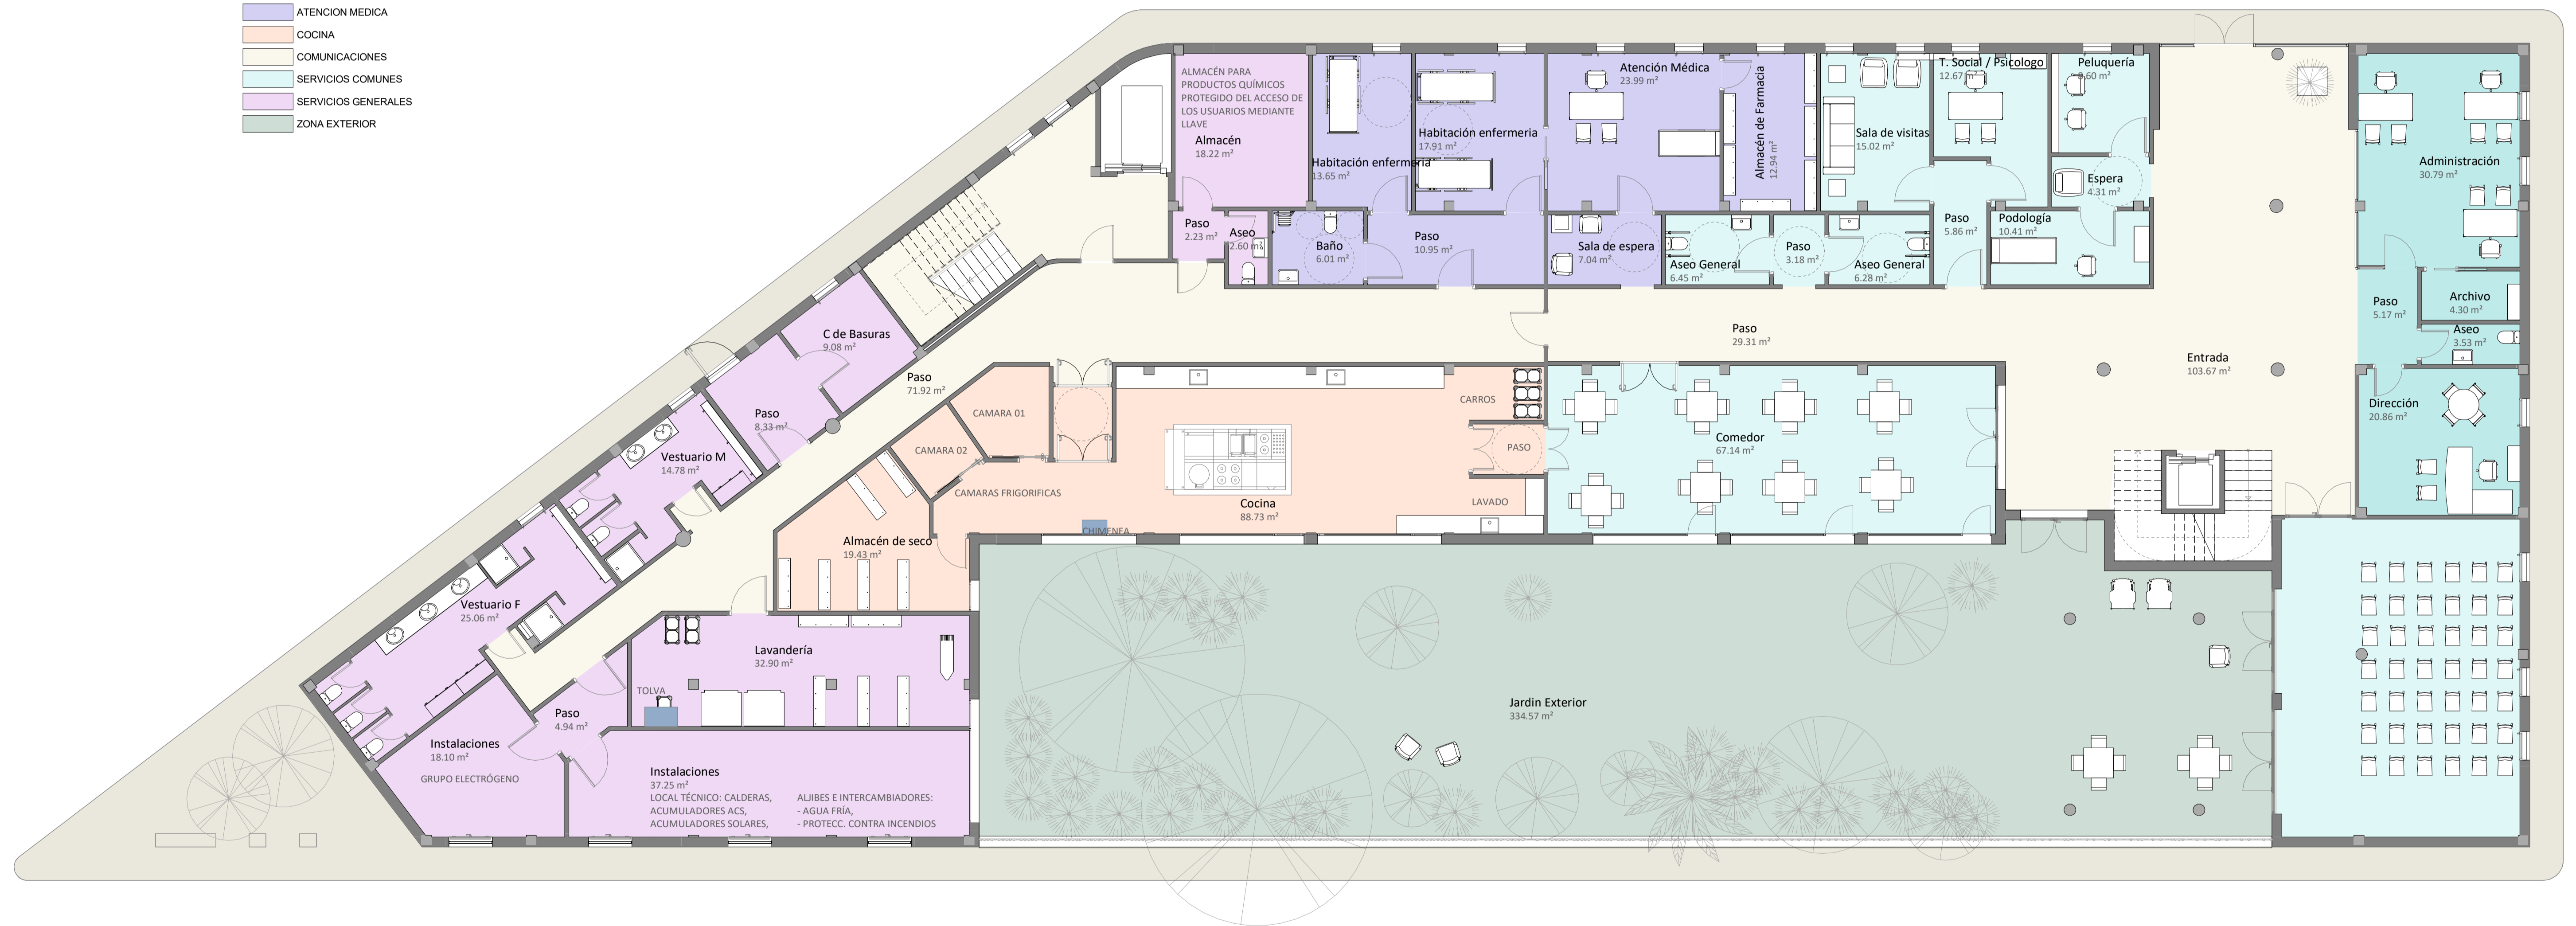 ATENCION MEDICA
COCINA
COMUNICACIONES
SERVICIOS COMUNES
SERVICIOS GENERALES
ZONA EXTERIOR
ALMACÉN PARA
PRODUCTOS QUÍMICOS
PROTEGIDO DEL ACCESO DE
LOS USUARIOS MEDIANTE
LLAVE
Almacén
18.22 m²
Habitación enfermeria
13.65 m²
Habitación enfermeria
17.91 m²
Atención Médica
23.99 m²
Almacén de Farmacia
12.94 m²
Sala de visitas
15.02 m²
T. Social / Psicologo
12.67 m²
Peluquería
8.60 m²
Espera
4.31 m²
Administración
30.79 m²
Paso
2.23 m²
Aseo
2.60 m²
Baño
6.01 m²
Paso
10.95 m²
Sala de espera
7.04 m²
Aseo General
6.45 m²
Paso
3.18 m²
Aseo General
6.28 m²
Paso
5.86 m²
Podología
10.41 m²
Paso
5.17 m²
Archivo
4.30 m²
Aseo
3.53 m²
C de Basuras
9.08 m²
Paso
29.31 m²
Entrada
103.67 m²
Paso
71.92 m²
Paso
8.33 m²
CAMARA 01
CARROS
Dirección
20.86 m²
Vestuario M
14.78 m²
CAMARA 02
PASO
Comedor
67.14 m²
CAMARAS FRIGORIFICAS
Cocina
88.73 m²
LAVADO
CHIMENEA
Almacén de seco
19.43 m²
Vestuario F
25.06 m²
Lavandería
32.90 m²
TOLVA
Paso
4.94 m²
Jardin Exterior
334.57 m²
Instalaciones
18.10 m²
GRUPO ELECTRÓGENO
Instalaciones
37.25 m²
LOCAL TÉCNICO: CALDERAS,
ACUMULADORES ACS,
ACUMULADORES SOLARES,
ALJIBES E INTERCAMBIADORES:
- AGUA FRÍA,
- PROTECC. CONTRA INCENDIOS